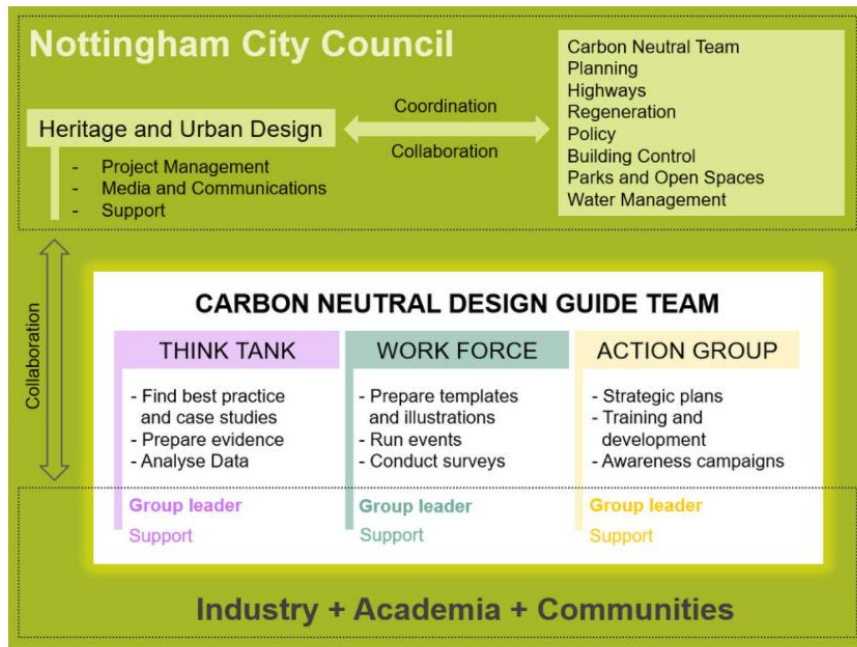 Nottingham City Council
Heritage and Urban Design
- Project Management
- Media and Communications
- Support
Coordination
Collaboration
Carbon Neutral Team
Planning
Highways
Regeneration
Policy
Building Control
Parks and Open Spaces
Water Management
Collaboration
CARBON NEUTRAL DESIGN GUIDE TEAM
THINK TANK
- Find best practice
and case studies
- Prepare evidence
- Analyse Data
Group leader
Support
WORK FORCE
- Prepare templates
and illustrations
- Run events
- Conduct surveys
Group leader
Support
ACTION GROUP
- Strategic plans
- Training and
development
- Awareness campaigns
Group leader
Support
Industry + Academia + Communities